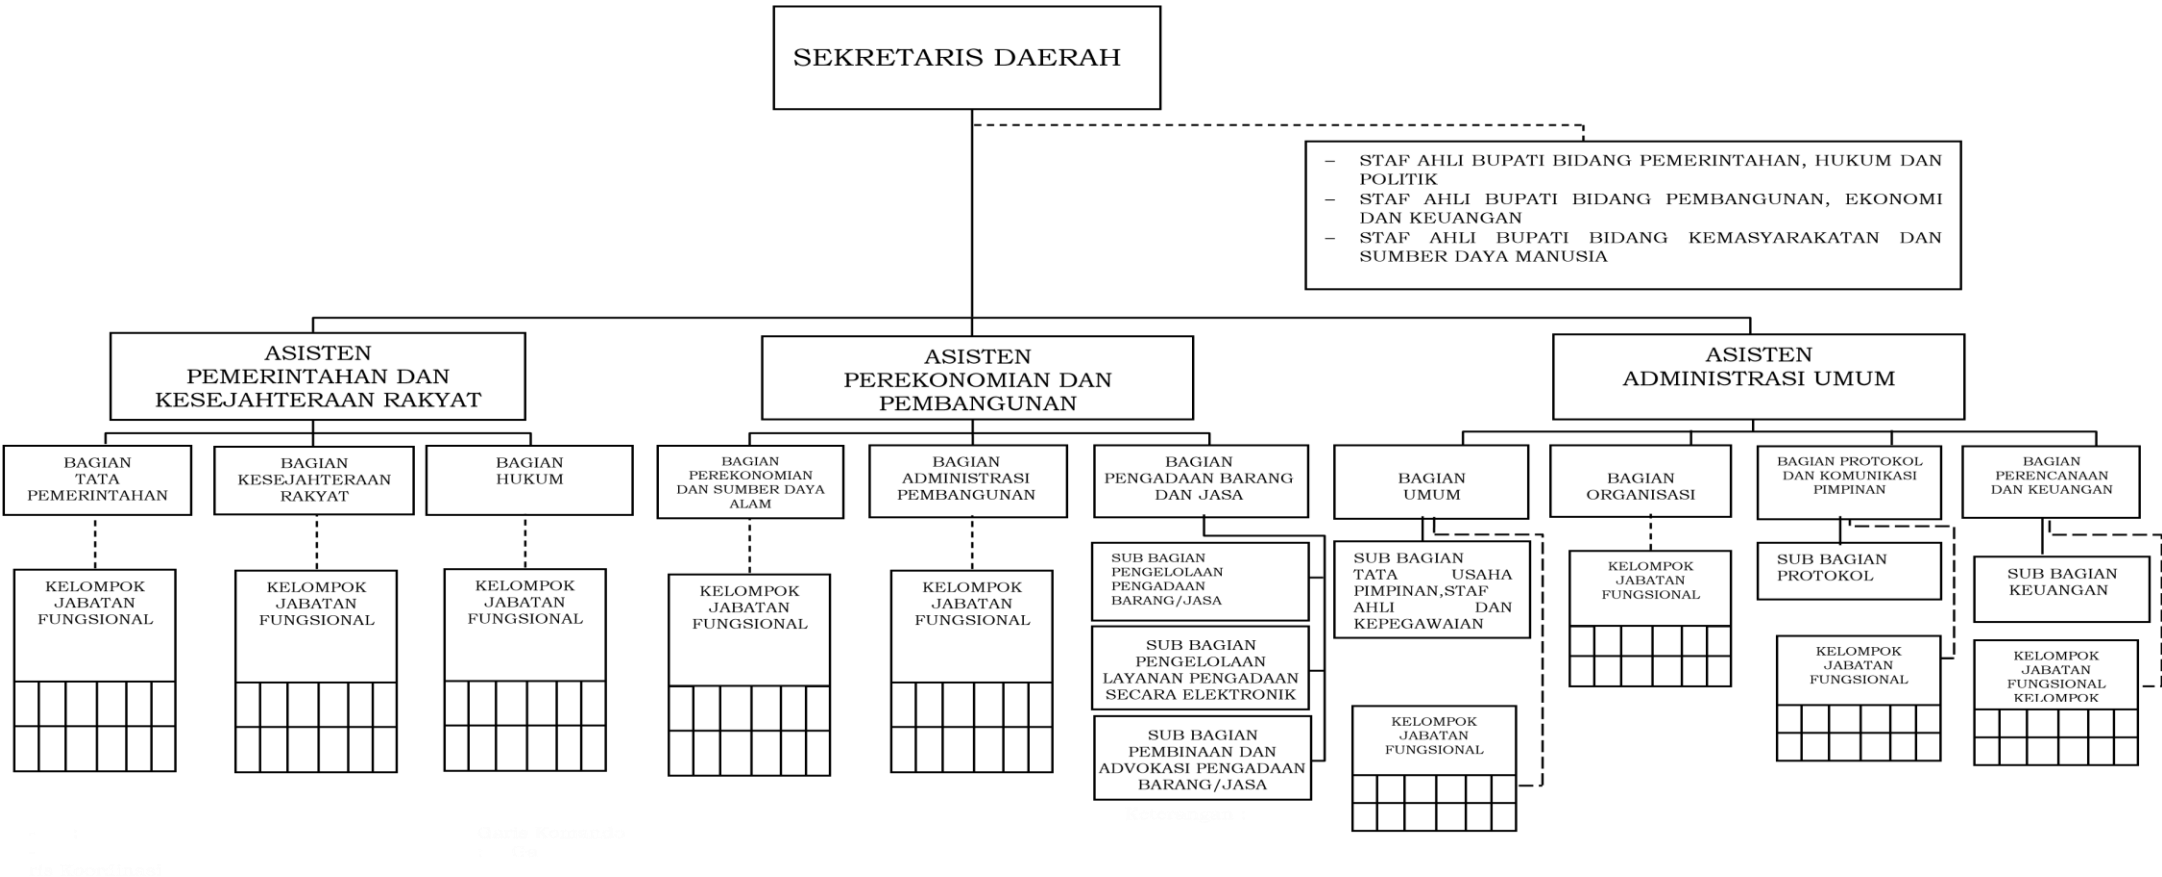 SEKRETARIS DAERAH
– STAF AHLI BUPATI BIDANG PEMERINTAHAN, HUKUM DAN
POLITIK
– STAF AHLI BUPATI BIDANG PEMBANGUNAN, EKONOMI
DAN KEUANGAN
– STAF AHLI BUPATI BIDANG KEMASYARAKATAN DAN
SUMBER DAYA MANUSIA
ASISTEN
PEMERINTAHAN DAN
KESEJAHTERAAN RAKYAT
ASISTEN
PEREKONOMIAN DAN
PEMBANGUNAN
ASISTEN
ADMINISTRASI UMUM
BAGIAN
TATA
PEMERINTAHAN
BAGIAN
KESEJAHTERAAN
RAKYAT
BAGIAN
HUKUM
BAGIAN
PEREKONOMIAN
DAN SUMBER DAYA
ALAM
BAGIAN
ADMINISTRASI
PEMBANGUNAN
BAGIAN
PENGADAAN BARANG
DAN JASA
BAGIAN
UMUM
BAGIAN
ORGANISASI
BAGIAN PROTOKOL
DAN KOMUNIKASI
PIMPINAN
BAGIAN
PERENCANAAN
DAN KEUANGAN
KELOMPOK
JABATAN
FUNGSIONAL
KELOMPOK
JABATAN
FUNGSIONAL
KELOMPOK
JABATAN
FUNGSIONAL
KELOMPOK
JABATAN
FUNGSIONAL
KELOMPOK
JABATAN
FUNGSIONAL
SUB BAGIAN
PENGELOLAAN
PENGADAAN
BARANG/JASA
SUB BAGIAN
PENGELOLAAN
LAYANAN PENGADAAN
SECARA ELEKTRONIK
SUB BAGIAN
PEMBINAAN DAN
ADVOKASI PENGADAAN
BARANG/JASA
SUB BAGIAN
TATA USAHA
PIMPINAN,STAF
AHLI DAN
KEPEGAWAIAN
KELOMPOK
JABATAN
FUNGSIONAL
KELOMPOK
JABATAN
FUNGSIONAL
SUB BAGIAN
PROTOKOL
KELOMPOK
JABATAN
FUNGSIONAL
SUB BAGIAN
KEUANGAN
KELOMPOK
JABATAN
FUNGSIONAL
KELOMPOK